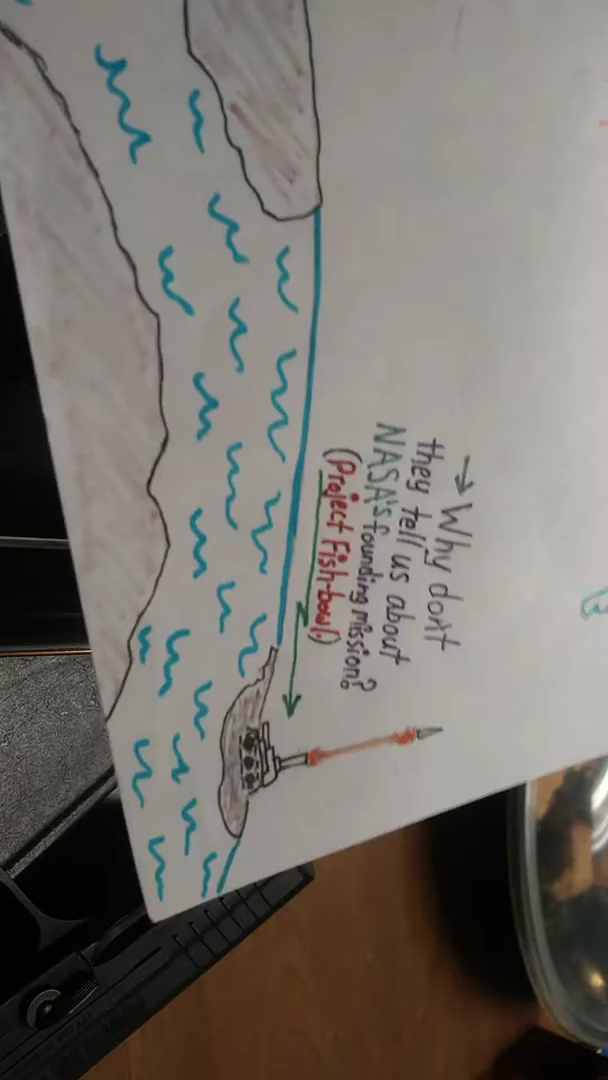 → Why don't
they tell us about
NASA's founding mission?
(Project Fish-bowl.)